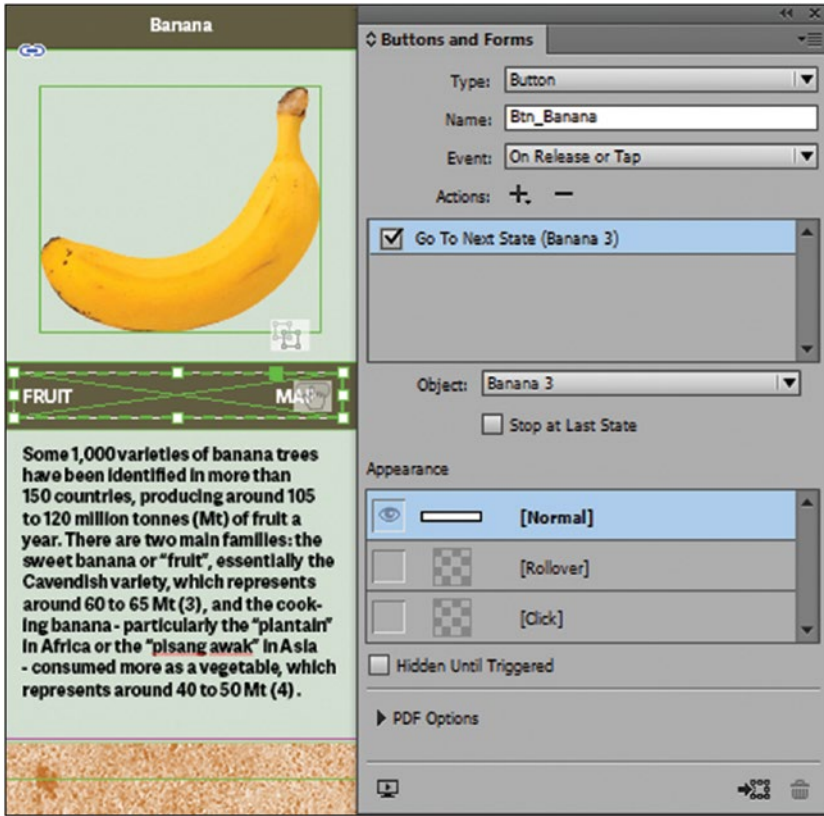 Banana
FRUIT
Some 1,000 varieties of banana trees
have been identified in more than
150 countries, producing around 105
to 120 million tonnes (Mt) of fruit a
year. There are two main families: the
sweet banana or “fruit”, essentially the
Cavendish variety, which represents
around 60 to 65 Mt (3), and the cook-
ing banana - particularly the “plantain”
in Africa or the “pisang awak” in Asia
- consumed more as a vegetable, which
represents around 40 to 50 Mt (4).
Buttons and Forms
Type: Button
Name: Btn_Banana
Event: On Release or Tap
Actions:
Go To Next State (Banana 3)
Object: Banana 3
Stop at Last State
Appearance
[Normal]
[Rollover]
[Click]
Hidden Until Triggered
PDF Options